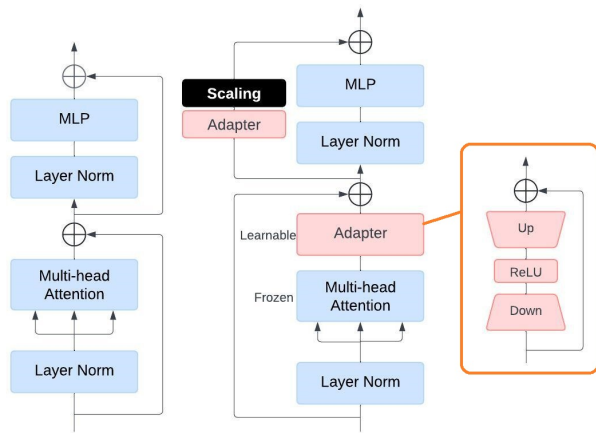 MLP
Layer Norm
Multi-head
Attention
Layer Norm
Scaling
Adapter
MLP
Layer Norm
Learnable
Adapter
Frozen
Multi-head
Attention
Layer Norm
Up
ReLU
Down